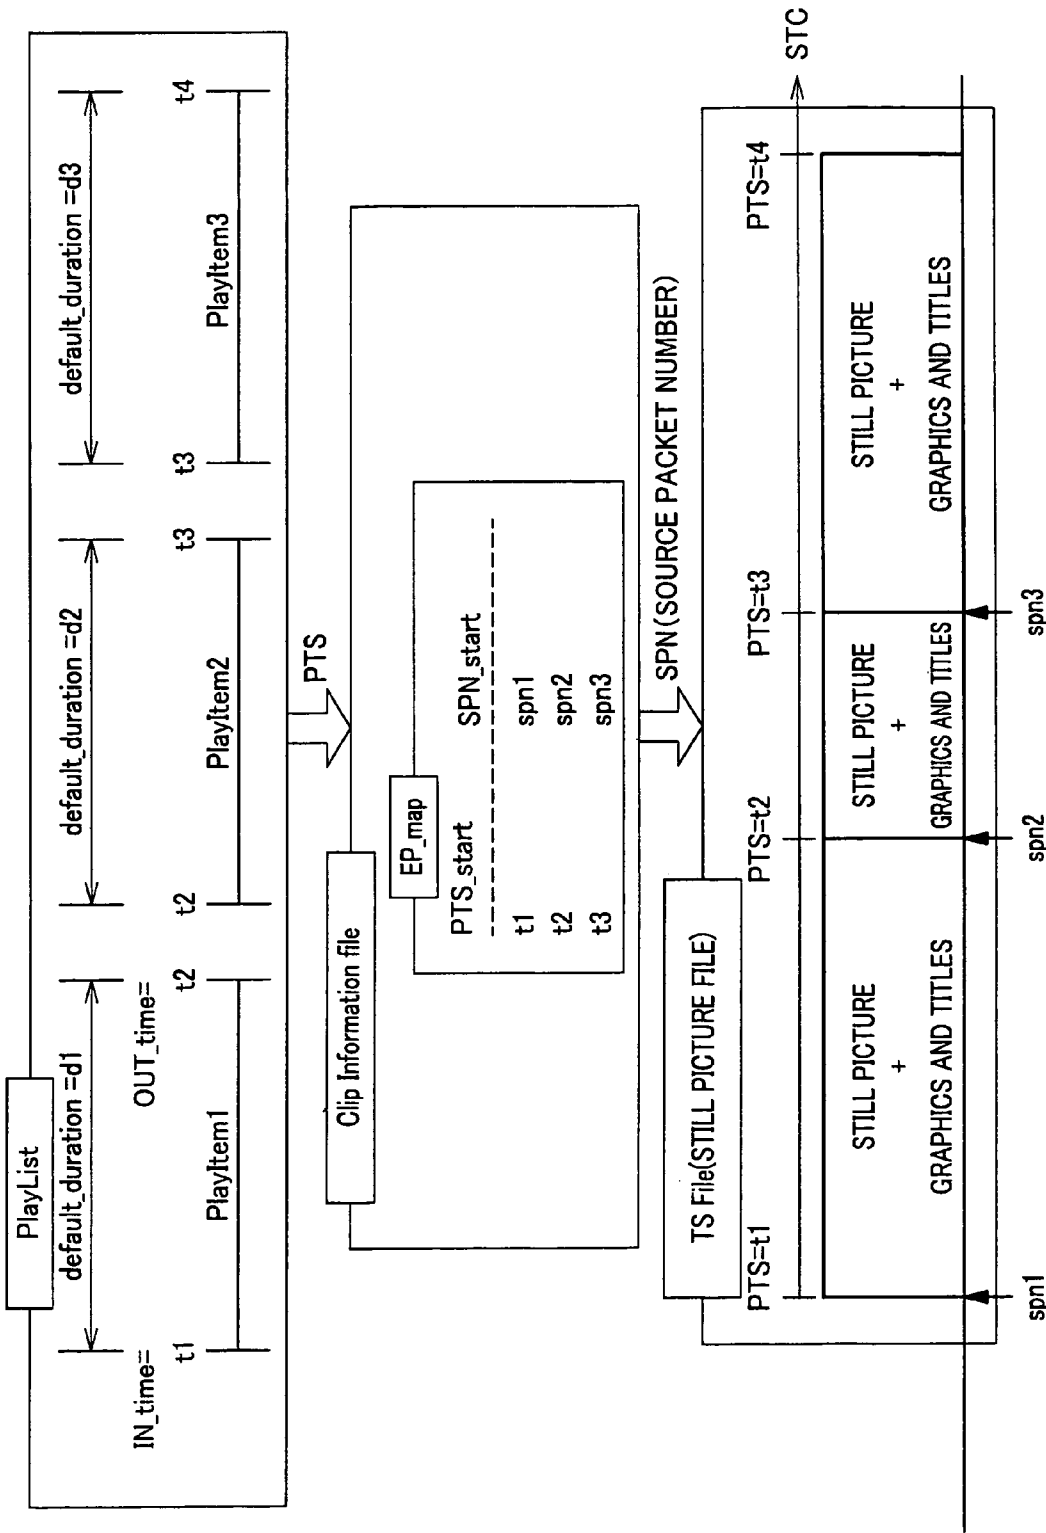 PlayList
default_duration =d1
default_duration =d2
default_duration =d3
IN_time=
OUT_time=
t1
t2
t2
t3
t3
t4
PlayItem1
PlayItem2
PlayItem3
PTS
Clip Information file
EP_map
PTS_start SPN_start
t1 spn1
t2 spn2
t3 spn3
SPN(SOURCE PACKET NUMBER)
TS File(STILL PICTURE FILE)
PTS=t1
PTS=t2
PTS=t3
PTS=t4
STC
STILL PICTURE
+
GRAPHICS AND TITLES
STILL PICTURE
+
GRAPHICS AND TITLES
STILL PICTURE
+
GRAPHICS AND TITLES
spn1
spn2
spn3